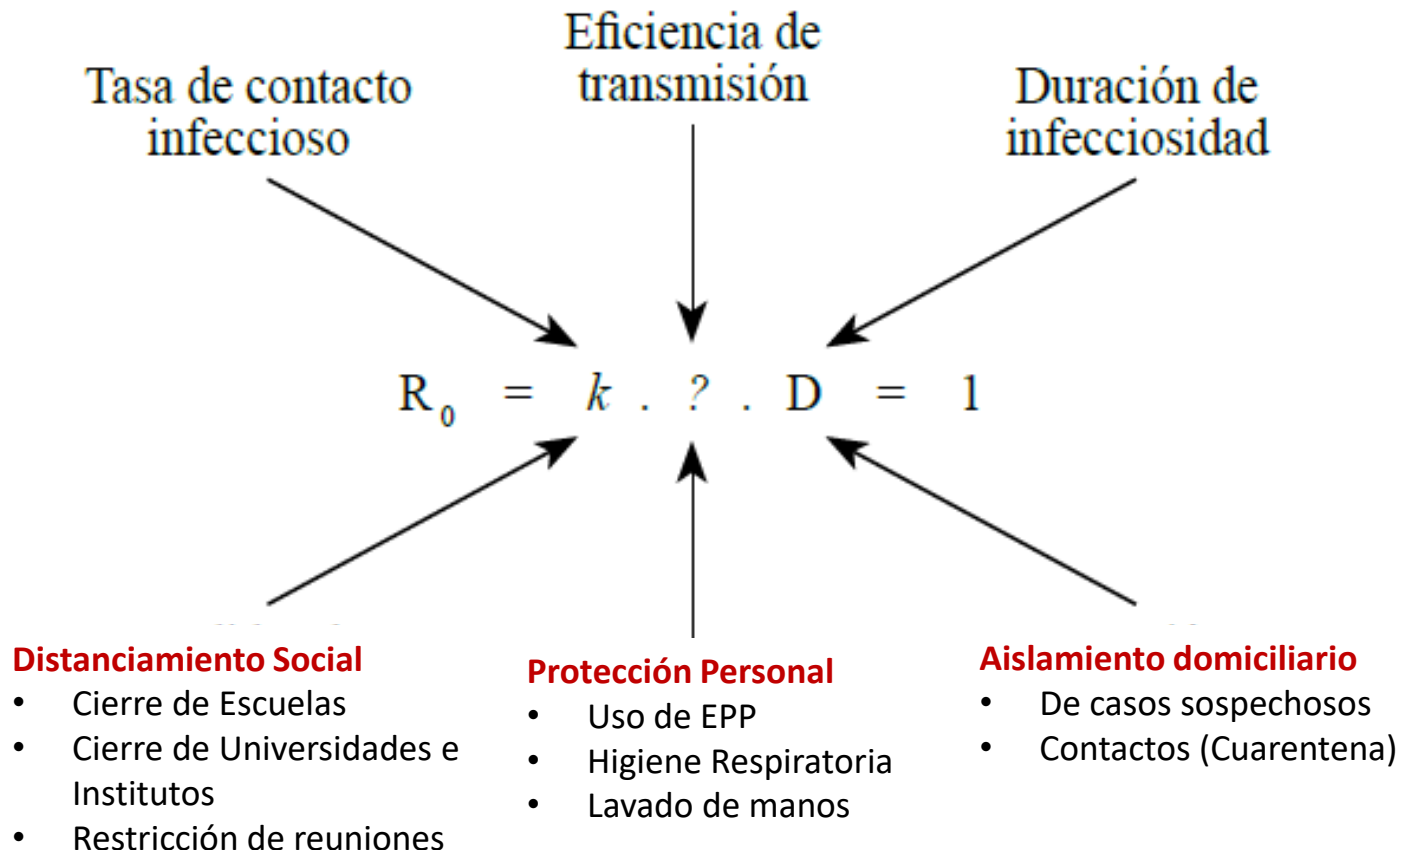 Eficiencia de
transmisión
Tasa de contacto
infeccioso
Duración de
infecciosidad
R₀ = k . ? . D = 1
Distanciamiento Social
• Cierre de Escuelas
• Cierre de Universidades e
Institutos
• Restricción de reuniones
Protección Personal
• Uso de EPP
• Higiene Respiratoria
• Lavado de manos
Aislamiento domiciliario
• De casos sospechosos
• Contactos (Cuarentena)